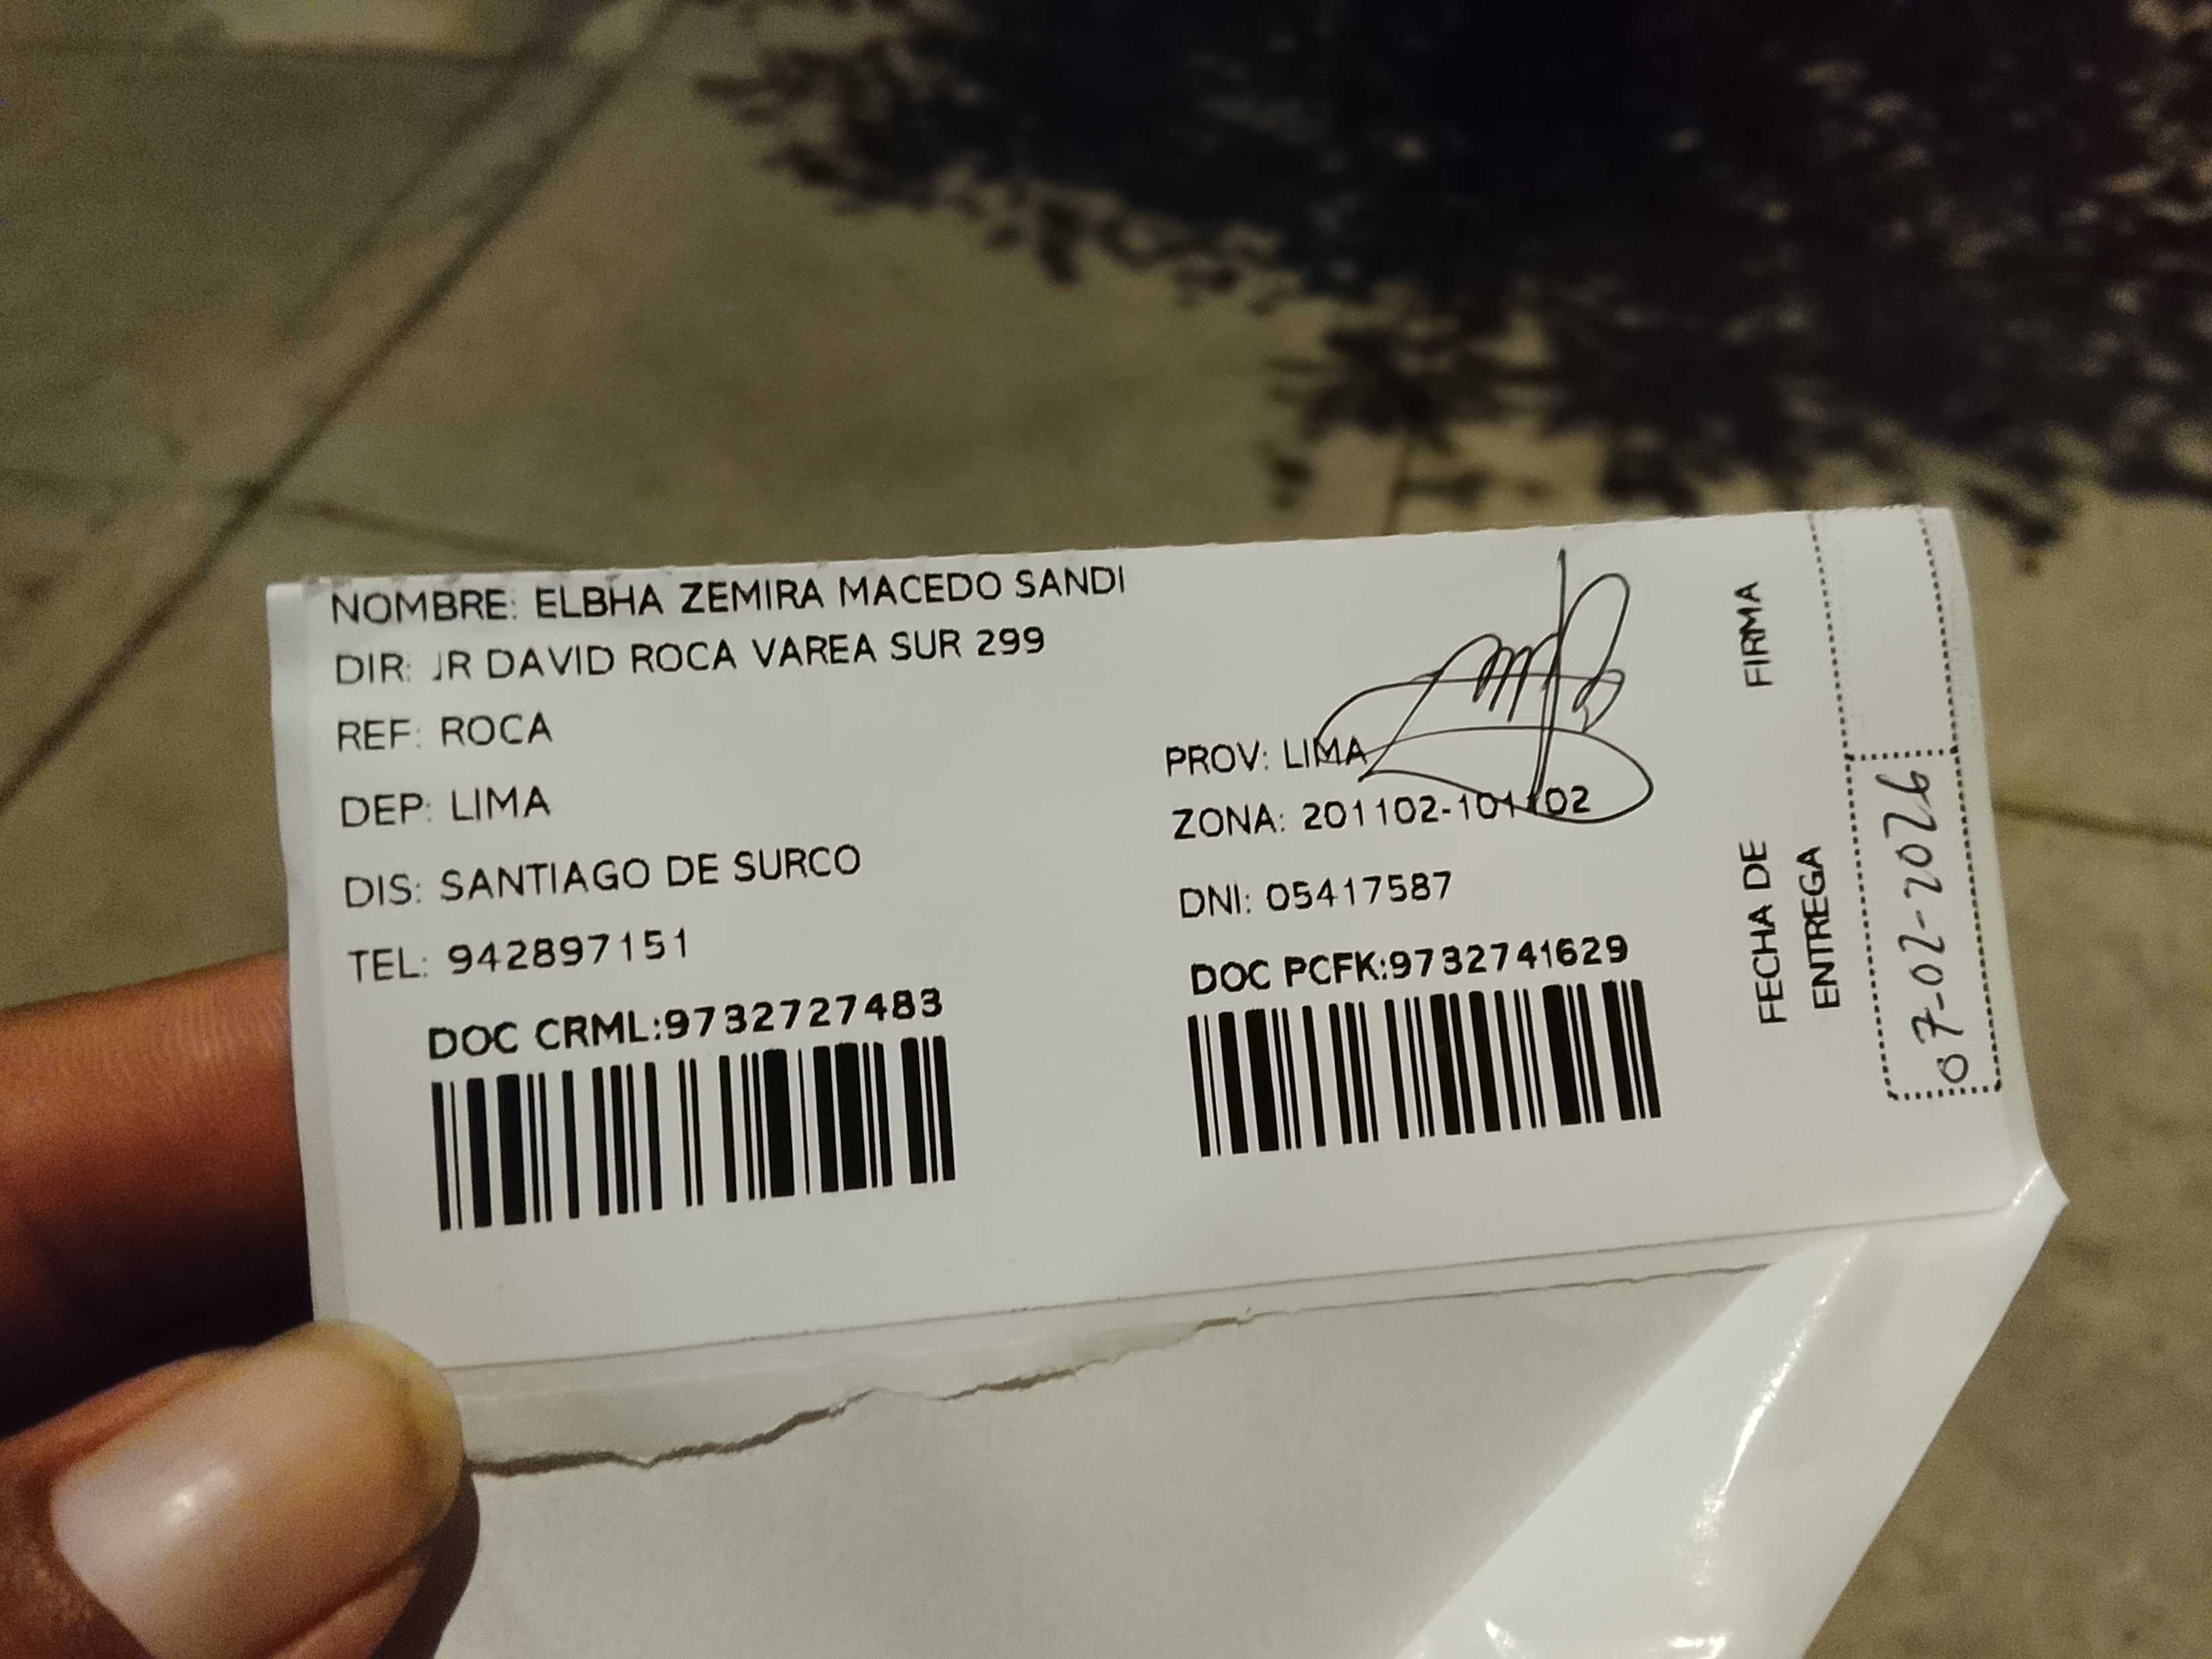 NOMBRE: ELBHA ZEMIRA MACEDO SANDI
DIR: JR DAVID ROCA VAREA SUR 299
REF: ROCA
DEP: LIMA
PROV: LIMA
DIS: SANTIAGO DE SURCO
ZONA: 201102-101102
TEL: 942897151
DNI: 05417587
DOC CRML:9732727483
DOC PCFK:9732741629
FIRMA
FECHA DE
ENTREGA
07-02-2026